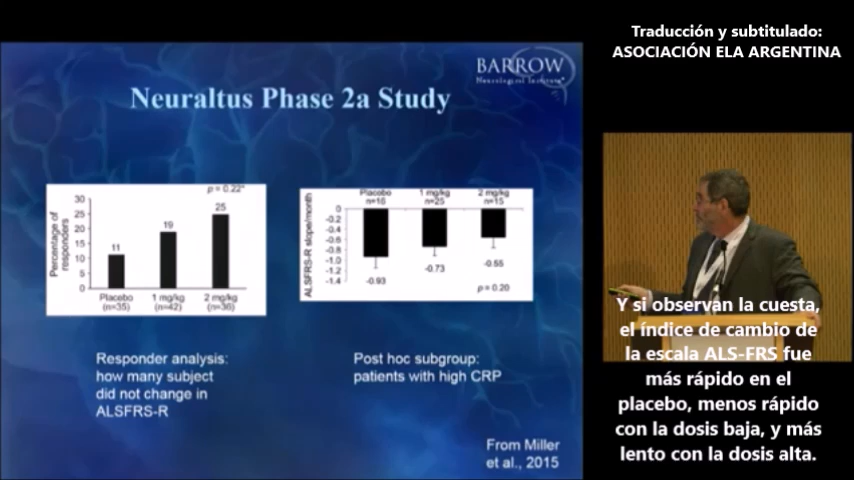 Traducción y subtitulado:
ASOCIACIÓN ELA ARGENTINA
BARROW
Neurological Institute
Neuraltus Phase 2a Study
p = 0.22*
Percentage of
responders
30
25
20
15
10
5
0
11
19
25
Placebo
(n=35)
1 mg/kg
(n=42)
2 mg/kg
(n=36)
ALSFRS-R slope/month
Placebo
n=16
1 mg/kg
n=25
2 mg/kg
n=15
0
-0.2
-0.4
-0.6
-0.8
-1.0
-1.2
-1.4
-0.93
-0.73
-0.55
p = 0.20
Responder analysis:
how many subject
did not change in
ALSFRS-R
Post hoc subgroup:
patients with high CRP
From Miller
et al., 2015
Y si observan la cuesta,
el índice de cambio de
la escala ALS-FRS fue
más rápido en el
placebo, menos rápido
con la dosis baja, y más
lento con la dosis alta.